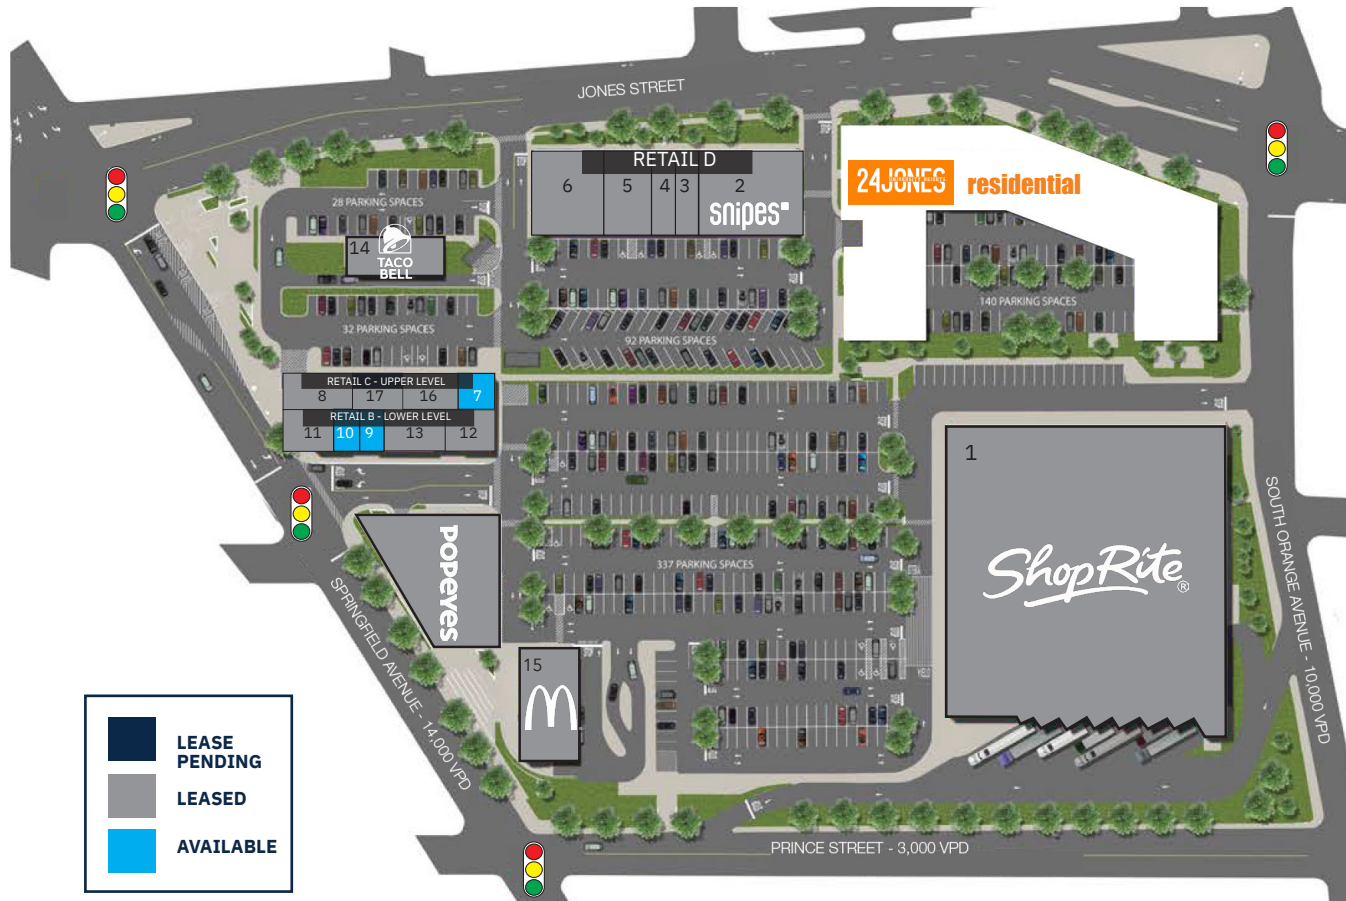 JONES STREET
RETAIL D
6
5
4
3
2
snipes
24JONES
residential
28 PARKING SPACES
14
TACO
BELL
140 PARKING SPACES
32 PARKING SPACES
92 PARKING SPACES
RETAIL C - UPPER LEVEL
8
17
16
7
RETAIL B - LOWER LEVEL
11
10
9
13
12
1
ShopRite®
POPEYES
337 PARKING SPACES
15
SPRINGFIELD AVENUE - 14,000 VPD
SOUTH ORANGE AVENUE - 10,000 VPD
PRINCE STREET - 3,000 VPD
LEASE
PENDING
LEASED
AVAILABLE